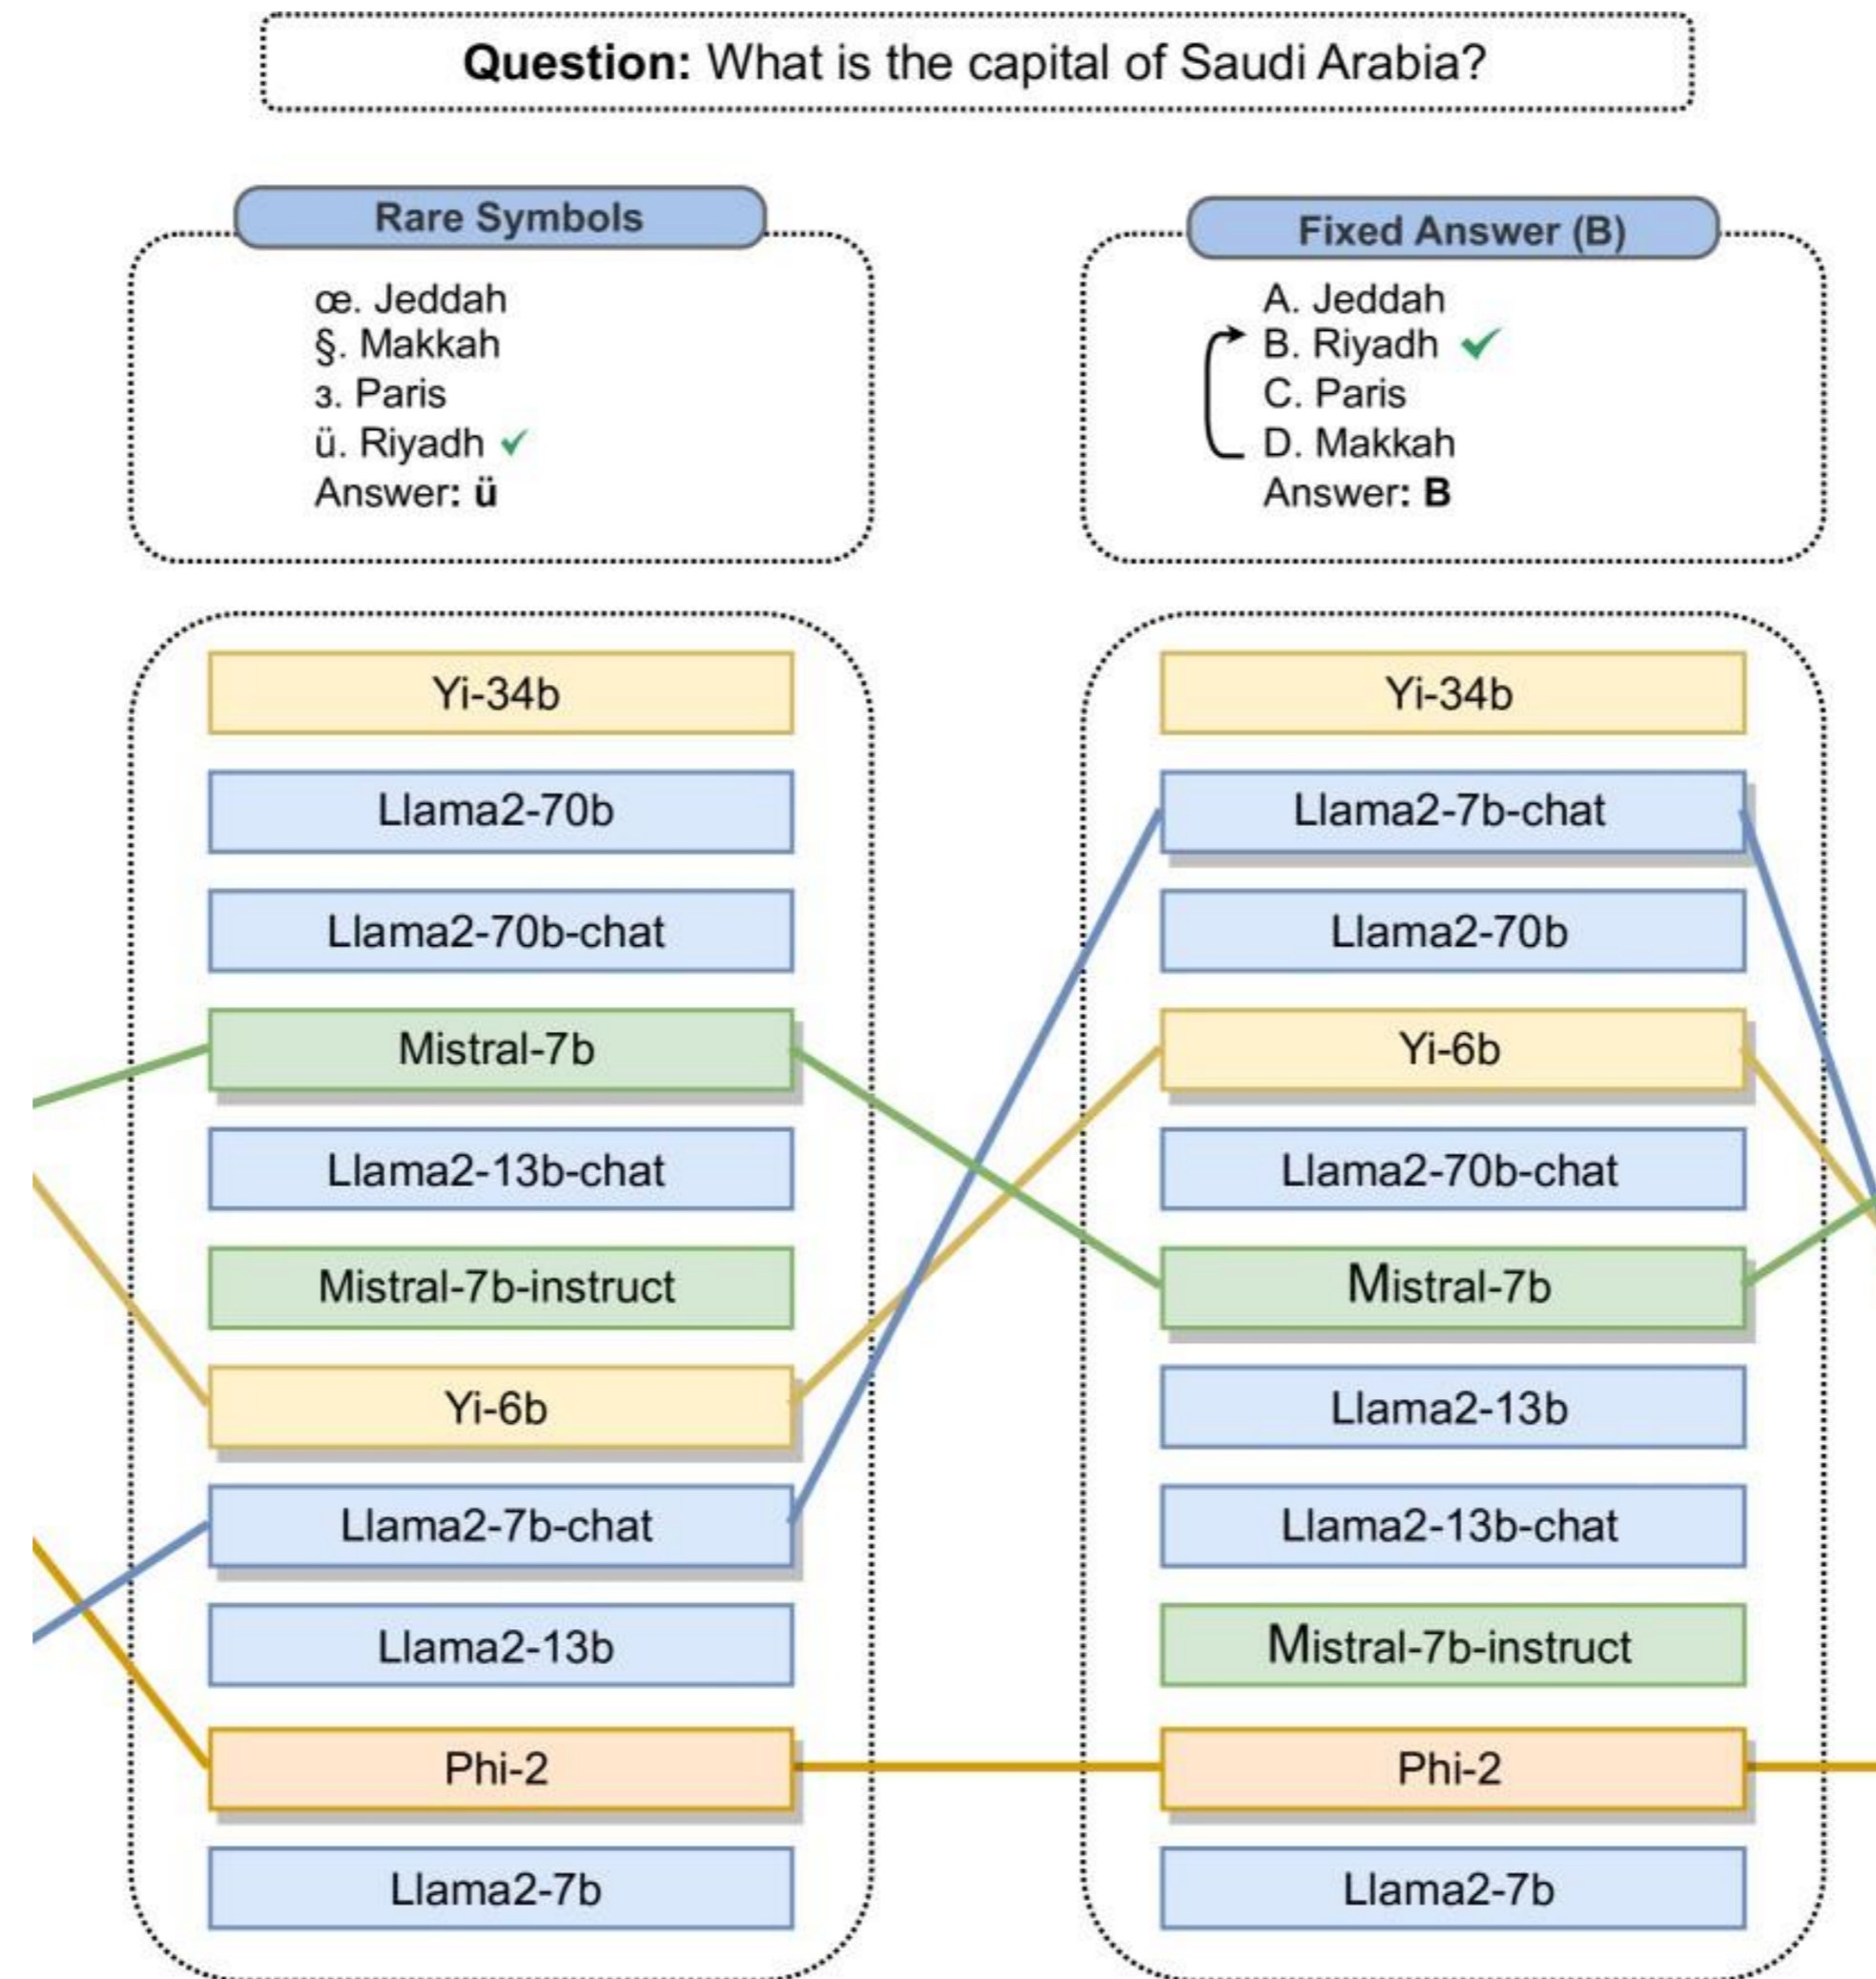 Question: What is the capital of Saudi Arabia?
Rare Symbols
œ. Jeddah
§. Makkah
з. Paris
ü. Riyadh
Answer: ü
Fixed Answer (B)
A. Jeddah
B. Riyadh
C. Paris
D. Makkah
Answer: B
Yi-34b
Llama2-70b
Llama2-70b-chat
Mistral-7b
Llama2-13b-chat
Mistral-7b-instruct
Yi-6b
Llama2-7b-chat
Llama2-13b
Phi-2
Llama2-7b
Yi-34b
Llama2-7b-chat
Llama2-70b
Yi-6b
Llama2-70b-chat
Mistral-7b
Llama2-13b
Llama2-13b-chat
Mistral-7b-instruct
Phi-2
Llama2-7b